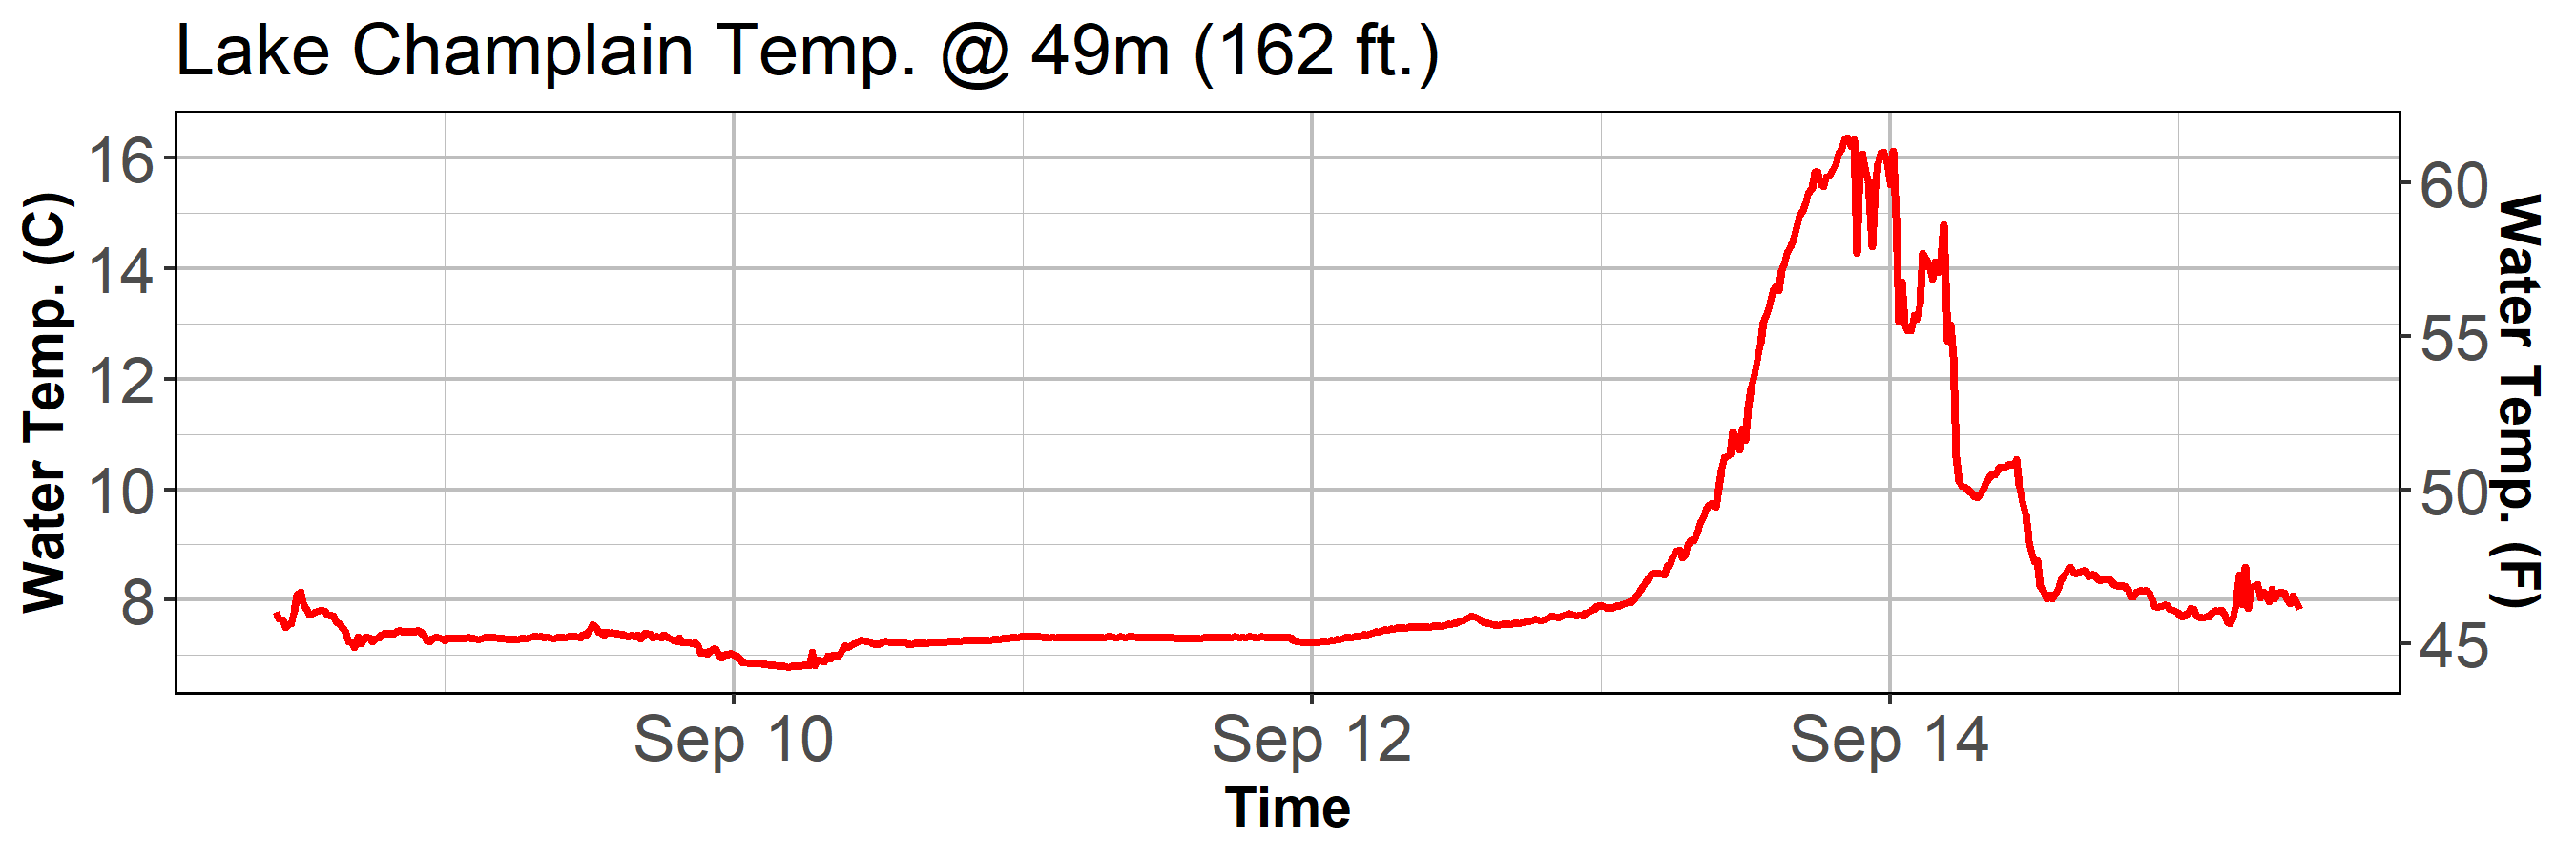 Lake Champlain Temp. @ 49m (162 ft.)
Water Temp. (C)
16
14
12
10
8
60
55
50
45
Water Temp. (F)
Sep 10
Sep 12
Sep 14
Time